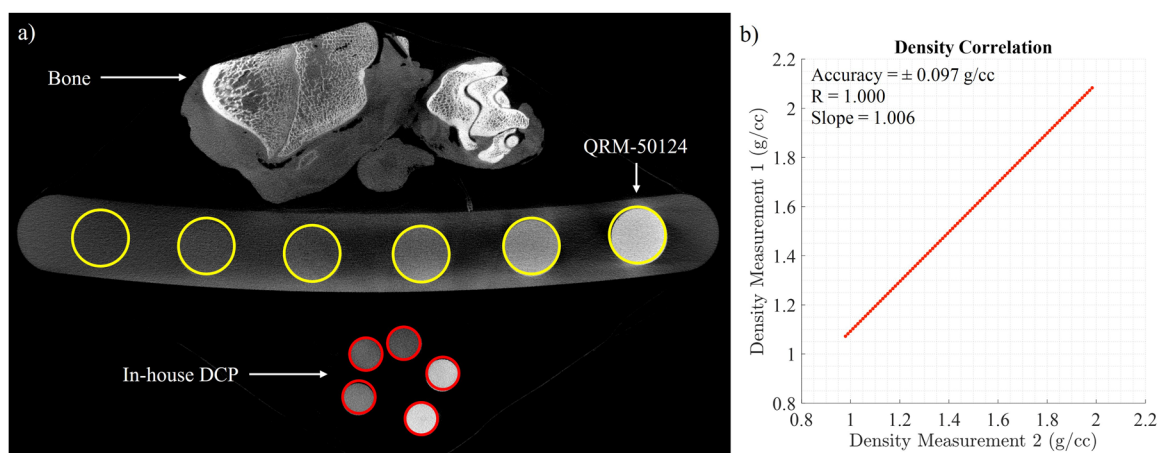 a)
Bone
QRM-50124
In-house DCP
b)
Density Correlation
Accuracy = ± 0.097 g/cc
R = 1.000
Slope = 1.006
Density Measurement 1 (g/cc)
2.2
2
1.8
1.6
1.4
1.2
1
0.8
0.8 1 1.2 1.4 1.6 1.8 2 2.2
Density Measurement 2 (g/cc)